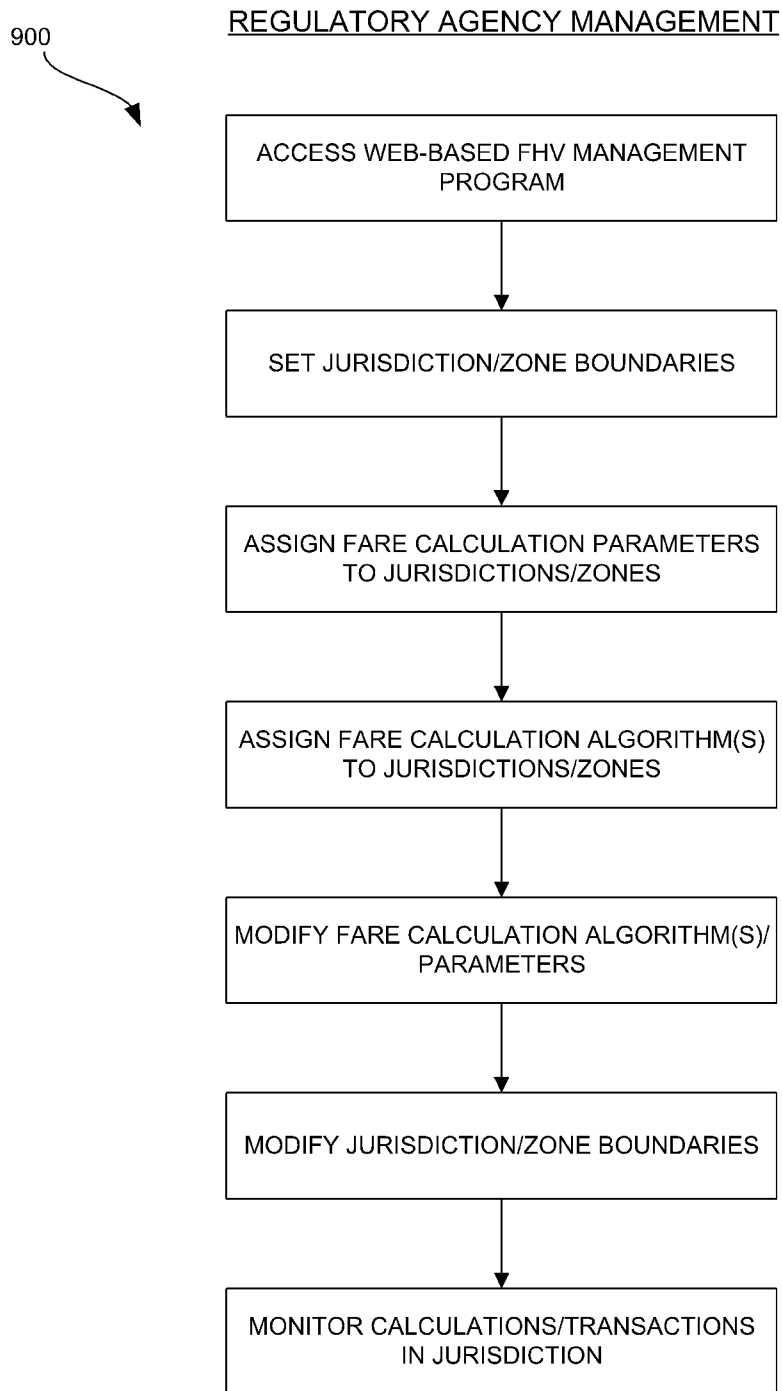 REGULATORY AGENCY MANAGEMENT
900
ACCESS WEB-BASED FHV MANAGEMENT
PROGRAM
SET JURISDICTION/ZONE BOUNDARIES
ASSIGN FARE CALCULATION PARAMETERS
TO JURISDICTIONS/ZONES
ASSIGN FARE CALCULATION ALGORITHM(S)
TO JURISDICTIONS/ZONES
MODIFY FARE CALCULATION ALGORITHM(S)/
PARAMETERS
MODIFY JURISDICTION/ZONE BOUNDARIES
MONITOR CALCULATIONS/TRANSACTIONS
IN JURISDICTION